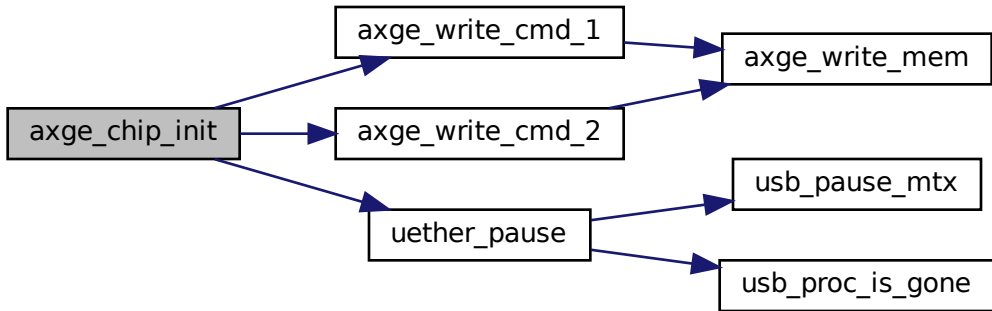 axge_chip_init
axge_write_cmd_1
axge_write_cmd_2
uether_pause
axge_write_mem
usb_pause_mtx
usb_proc_is_gone